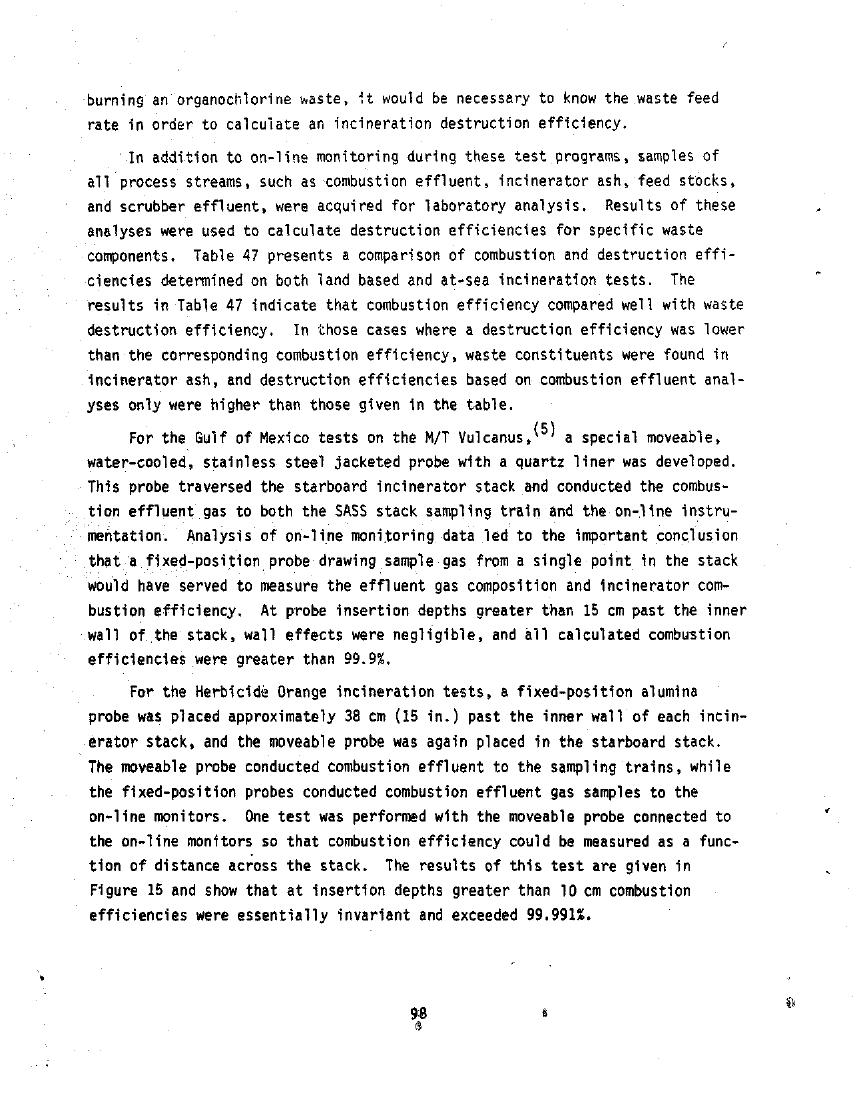 burning an organochlorine waste, it would be necessary to know the waste feed
rate in order to calculate an incineration destruction efficiency.
In addition to on-line monitoring during these test programs, samples of
all process streams, such as combustion effluent, incinerator ash, feed stocks,
and scrubber effluent, were acquired for laboratory analysis. Results of these
analyses were used to calculate destruction efficiencies for specific waste
components. Table 47 presents a comparison of combustion and destruction effi-
ciencies determined on both land based and at-sea incineration tests. The
results in Table 47 indicate that combustion efficiency compared well with waste
destruction efficiency. In those cases where a destruction efficiency was lower
than the corresponding combustion efficiency, waste constituents were found in
incinerator ash, and destruction efficiencies based on combustion effluent anal-
yses only were higher than those given in the table.
For the Gulf of Mexico tests on the M/T Vulcanus,(5) a special moveable,
water-cooled, stainless steel jacketed probe with a quartz liner was developed.
This probe traversed the starboard incinerator stack and conducted the combus-
tion effluent gas to both the SASS stack sampling train and the on-line instru-
mentation. Analysis of on-line monitoring data led to the important conclusion
that a fixed-position probe drawing sample gas from a single point in the stack
would have served to measure the effluent gas composition and incinerator com-
bustion efficiency. At probe insertion depths greater than 15 cm past the inner
wall of the stack, wall effects were negligible, and all calculated combustion
efficiencies were greater than 99.9%.
For the Herbicide Orange incineration tests, a fixed-position alumina
probe was placed approximately 38 cm (15 in.) past the inner wall of each incin-
erator stack, and the moveable probe was again placed in the starboard stack.
The moveable probe conducted combustion effluent to the sampling trains, while
the fixed-position probes conducted combustion effluent gas samples to the
on-line monitors. One test was performed with the moveable probe connected to
the on-line monitors so that combustion efficiency could be measured as a func-
tion of distance across the stack. The results of this test are given in
Figure 15 and show that at insertion depths greater than 10 cm combustion
efficiencies were essentially invariant and exceeded 99.991%.
98